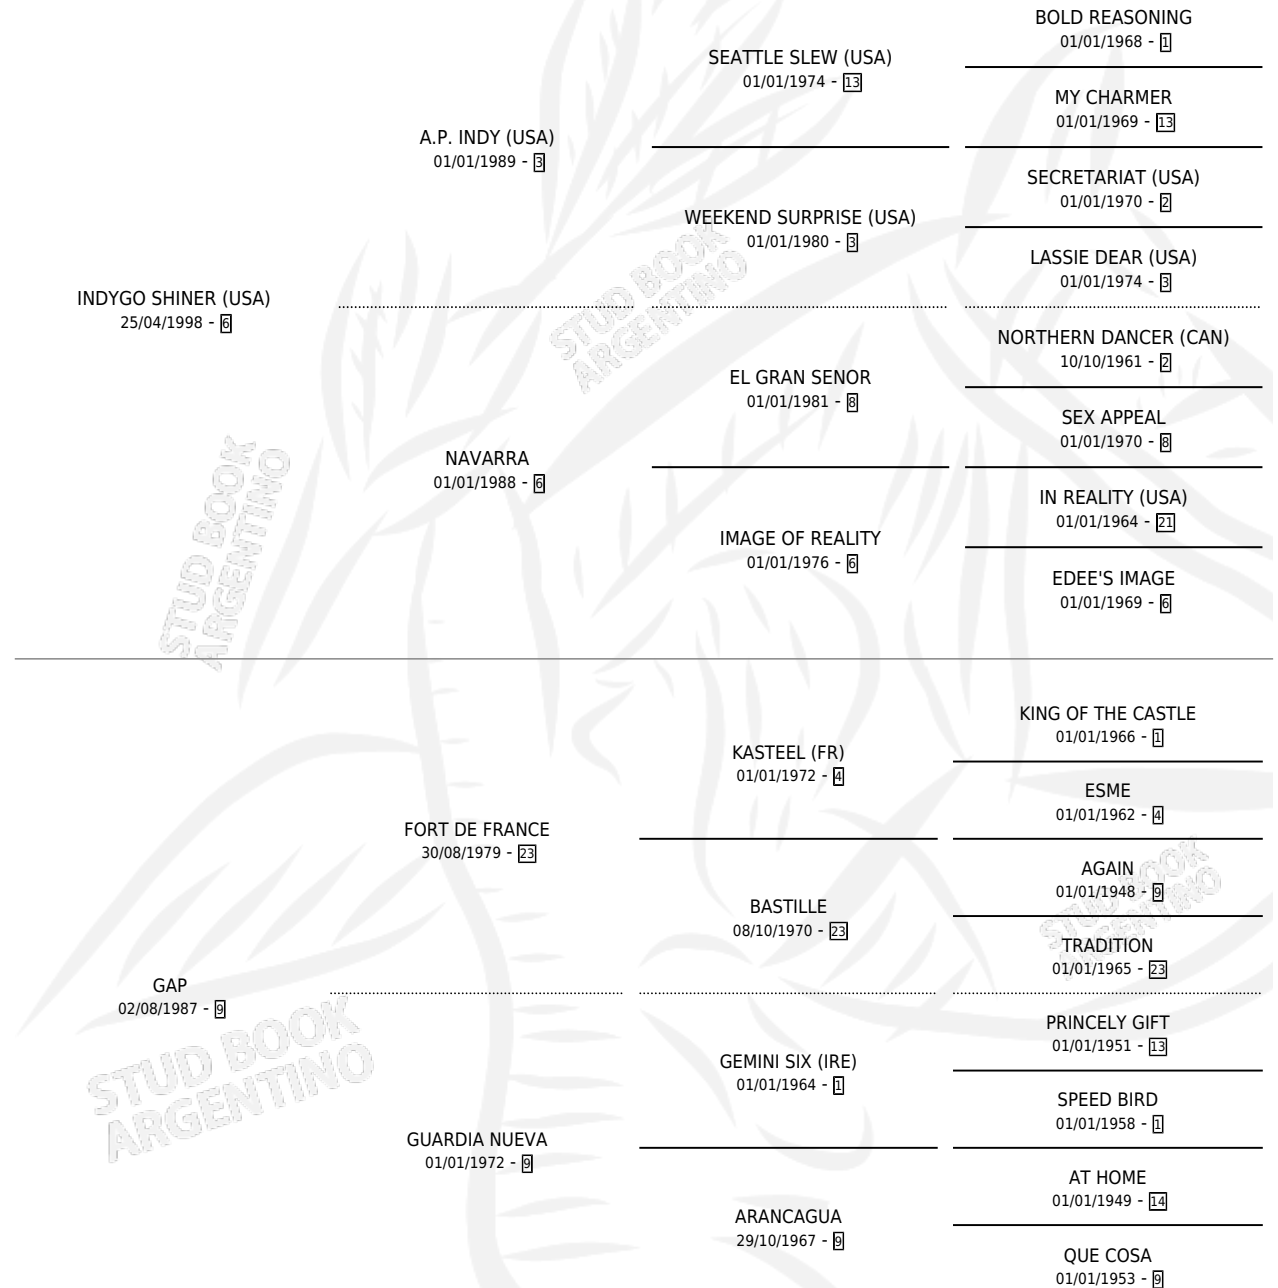 BOLD REASONING
01/01/1968 - 1
SEATTLE SLEW (USA)
01/01/1974 - 13
MY CHARMER
01/01/1969 - 13
A.P. INDY (USA)
01/01/1989 - 3
SECRETARIAT (USA)
01/01/1970 - 2
WEEKEND SURPRISE (USA)
01/01/1980 - 3
LASSIE DEAR (USA)
01/01/1974 - 3
INDYGO SHINER (USA)
25/04/1998 - 6
STUD BOOK
ARGENTINO
NORTHERN DANCER (CAN)
10/10/1961 - 2
EL GRAN SENOR
01/01/1981 - 8
SEX APPEAL
01/01/1970 - 8
NAVARRA
01/01/1988 - 6
IN REALITY (USA)
01/01/1964 - 21
IMAGE OF REALITY
01/01/1976 - 6
EDEE'S IMAGE
01/01/1969 - 6
STUD BOOK
ARGENTINO
KING OF THE CASTLE
01/01/1966 - 1
KASTEEL (FR)
01/01/1972 - 4
ESME
01/01/1962 - 4
FORT DE FRANCE
30/08/1979 - 23
AGAIN
01/01/1948 - 9
BASTILLE
08/10/1970 - 23
TRADITION
01/01/1965 - 23
STUD BOOK
ARGENTINO
GAP
02/08/1987 - 9
PRINCELY GIFT
01/01/1951 - 13
GEMINI SIX (IRE)
01/01/1964 - 1
SPEED BIRD
01/01/1958 - 1
STUD BOOK
ARGENTINO
GUARDIA NUEVA
01/01/1972 - 9
AT HOME
01/01/1949 - 14
ARANCAGUA
29/10/1967 - 9
QUE COSA
01/01/1953 - 9